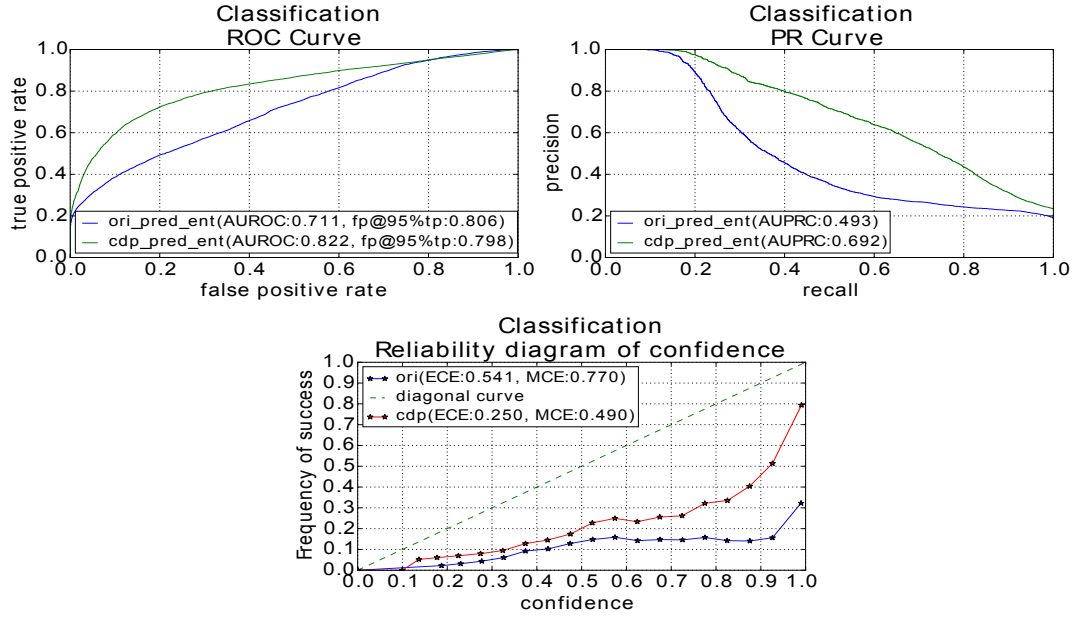 Classification
ROC Curve
true positive rate
1.0
0.8
0.6
0.4
0.2
0.0
ori_pred_ent(AUROC:0.711, fp@95%tp:0.806)
cdp_pred_ent(AUROC:0.822, fp@95%tp:0.798)
0.0 0.2 0.4 0.6 0.8 1.0
false positive rate
Classification
PR Curve
precision
1.0
0.8
0.6
0.4
0.2
0.0
ori_pred_ent(AUPRC:0.493)
cdp_pred_ent(AUPRC:0.692)
0.0 0.2 0.4 0.6 0.8 1.0
recall
Classification
Reliability diagram of confidence
Frequency of success
1.0
0.9
0.8
0.7
0.6
0.5
0.4
0.3
0.2
0.1
0.0
ori(ECE:0.541, MCE:0.770)
diagonal curve
cdp(ECE:0.250, MCE:0.490)
0.0 0.1 0.2 0.3 0.4 0.5 0.6 0.7 0.8 0.9 1.0
confidence